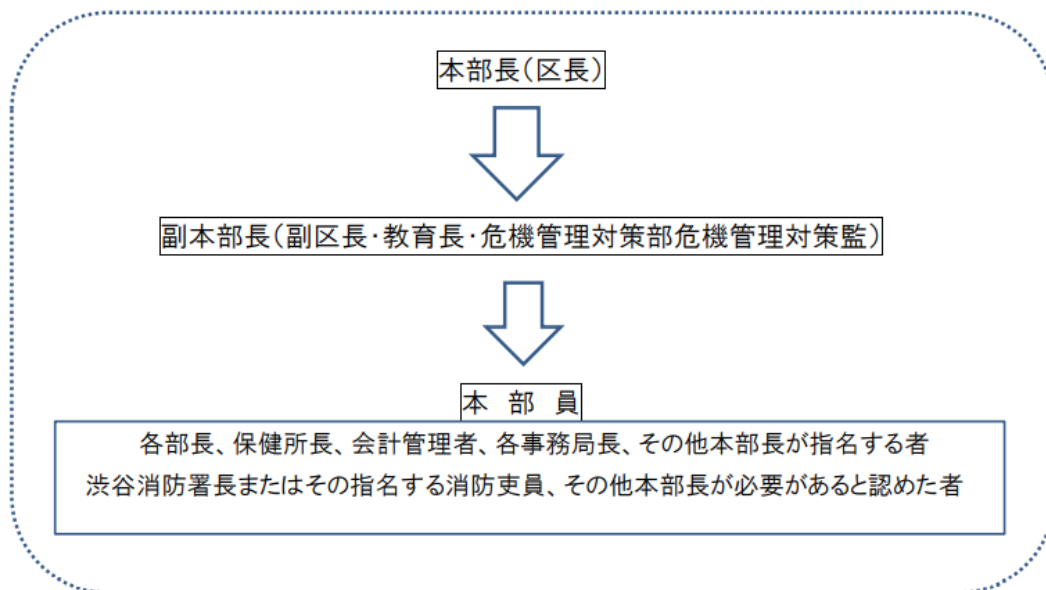 本部長（区長）
副本部長（副区長・教育長・危機管理対策部危機管理対策監）
本　部　員
各部長、保健所長、会計管理者、各事務局長、その他本部長が指名する者
渋谷消防署長またはその指名する消防吏員、その他本部長が必要があると認めた者